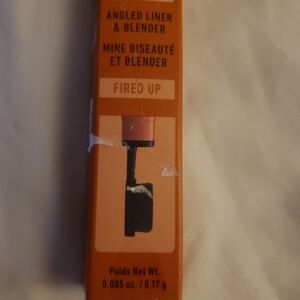 ANGLED LINER
& BLENDER
MINE BISEAUTÉ
ET BLENDER
FIRED UP
Poids Net Wt.
0.005 oz. / 0.17 g